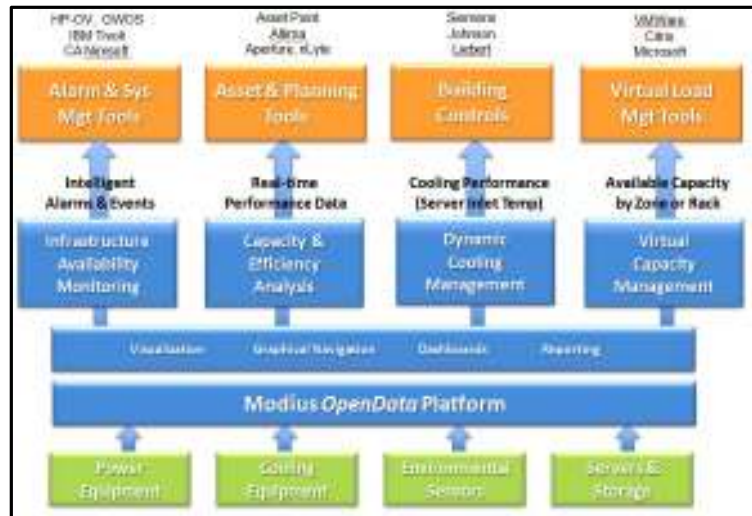 HP-OV, GWOS
IBM Tivoli
CA Nimsoft
Asset Point
Altima
Aperture, nLyte
Siemens
Johnson
Liebert
VMWare
Citrix
Microsoft
Alarm & Sys
Mgt Tools
Asset & Planning
Tools
Building
Controls
Virtual Load
Mgt Tools
Intelligent
Alarms & Events
Real-time
Performance Data
Cooling Performance
(Server Inlet Temp)
Available Capacity
by Zone or Rack
Infrastructure
Availability
Monitoring
Capacity &
Efficiency
Analysis
Dynamic
Cooling
Management
Virtual
Capacity
Management
Visualization Graphical Navigation Dashboards Reporting
Modius OpenData Platform
Power
Equipment
Cooling
Equipment
Environmental
Sensors
Servers &
Storage